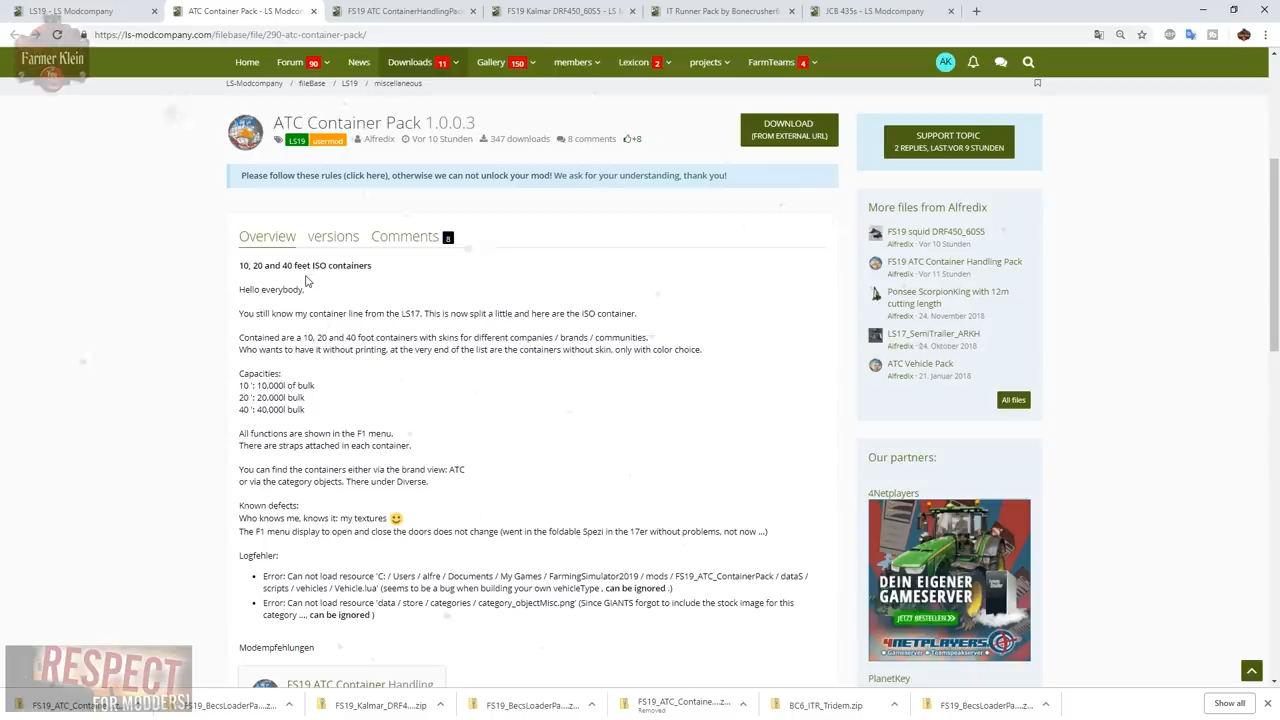 LS19 - LS Modcompany
ATC Container Pack - LS Modcom
FS19 ATC ContainerHandlingPack
FS19 Kalmar DRF450_60S5 - LS M
IT Runner Pack by Bonecrusher6
JCB 435s - LS Modcompany
https://ls-modcompany.com/filebase/file/290-atc-container-pack/
Farmer Klein
Home
Forum 90
News
Downloads 11
Gallery 150
members
Lexicon 2
projects
FarmTeams 4
AK
LS-Modcompany
fileBase
LS19
miscellaneous
ATC Container Pack 1.0.0.3
LS19 usermod Alfredix Vor 10 Stunden 347 downloads 8 comments +8
DOWNLOAD
(FROM EXTERNAL URL)
SUPPORT TOPIC
2 REPLIES, LAST:VOR 9 STUNDEN
Please follow these rules (click here), otherwise we can not unlock your mod! We ask for your understanding, thank you!
Overview versions Comments 8
10, 20 and 40 feet ISO containers
Hello everybody,
You still know my container line from the LS17. This is now split a little and here are the ISO container.
Contained are a 10, 20 and 40 foot containers with skins for different companies / brands / communities.
Who wants to have it without printing, at the very end of the list are the containers without skin, only with color choice.
Capacities:
10 ': 10,000l of bulk
20 ': 20.000l bulk
40 ': 40,000l bulk
All functions are shown in the F1 menu.
There are straps attached in each container.
You can find the containers either via the brand view: ATC
or via the category objects. There under Diverse.
Known defects:
Who knows me, knows it: my textures
The F1 menu display to open and close the doors does not change (went in the foldable Spezi in the 17er without problems, not now ...)
Logfehler:
• Error: Can not load resource 'C: / Users / alfre / Documents / My Games / FarmingSimulator2019 / mods / FS19_ATC_ContainerPack / dataS /
scripts / vehicles / Vehicle.lua' (seems to be a bug when building your own vehicleType , can be ignored .)
• Error: Can not load resource 'data / store / categories / category_objectMisc.png' (Since GIANTS forgot to include the stock image for this
category ..., can be ignored )
Modempfehlungen
FS19 ATC Container Handling
More files from Alfredix
FS19 squid DRF450_60S5
Alfredix · Vor 10 Stunden
FS19 ATC Container Handling Pack
Alfredix · Vor 11 Stunden
Ponsee ScorpionKing with 12m
cutting length
Alfredix · 24. November 2018
LS17_SemiTrailer_ARKH
Alfredix · 24. Oktober 2018
ATC Vehicle Pack
Alfredix · 21. Januar 2018
All files
Our partners:
4Netplayers
DEIN EIGENER
GAMESERVER
JETZT BESTELLEN
4NETPLAYERS
Gameserver Teamspeakserver
PlanetKey
RESPECT
FOR MODDERS!
FS19_BecsLoaderPa....z...
FS19_Kalmar_DRF4....zip
FS19_BecsLoaderPa....z...
FS19_ATC_Containe....z...
Removed
BC6_ITR_Tridem.zip
FS19_BecsLoaderPa....z...
Show all